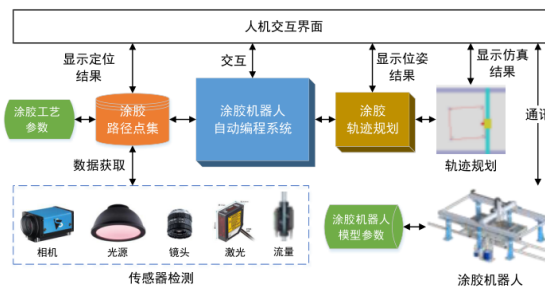 人机交互界面
显示定位
结果
交互
显示位姿
结果
显示仿真
结果
通讯
涂胶工艺
参数
涂胶
路径点集
涂胶机器人
自动编程系统
涂胶
轨迹规划
轨迹规划
数据获取
相机
光源
镜头
激光
流量
传感器检测
涂胶机器人
模型参数
涂胶机器人